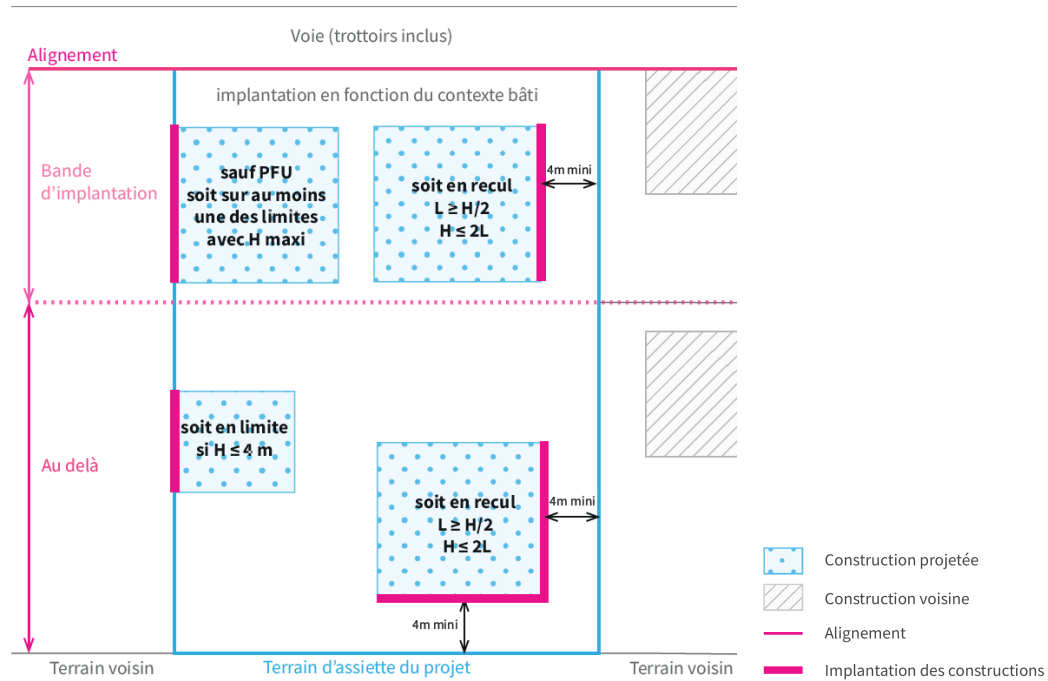 Voie (trottoirs inclus)
Alignement
implantation en fonction du contexte bâti
Bande
d’implantation
sauf PFU
soit sur au moins
une des limites
avec H maxi
soit en recul
L ≥ H/2
H ≤ 2L
4m mini
Au delà
soit en limite
si H ≤ 4 m
soit en recul
L ≥ H/2
H ≤ 2L
4m mini
4m mini
Terrain voisin
Terrain d’assiette du projet
Terrain voisin
Construction projetée
Construction voisine
Alignement
Implantation des constructions